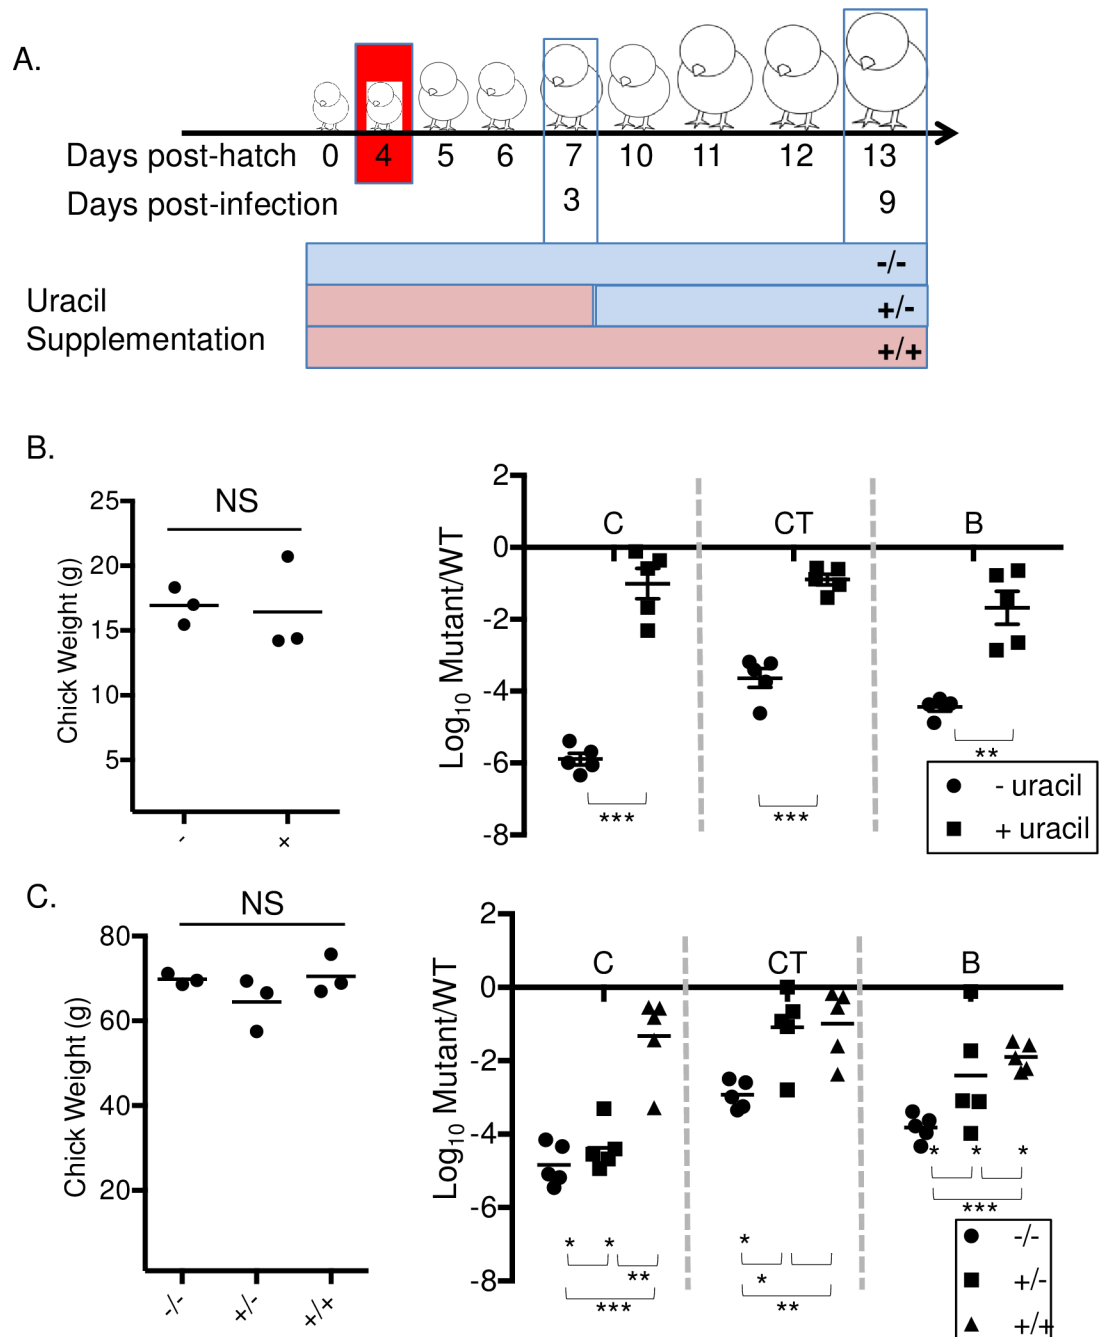 A.
Days post-hatch 0 4 5 6 7 10 11 12 13
Days post-infection 3 9
-/-
Uracil
Supplementation
+/-
+/+
B.
Chick Weight (g)
25
20
15
10
5
NS
-
+
Log10 Mutant/WT
2
0
-2
-4
-6
-8
C CT B
***
***
**
- uracil
+ uracil
C.
Chick Weight (g)
80
60
40
20
NS
-/-
+/-
+/+
Log10 Mutant/WT
2
0
-2
-4
-6
-8
C CT B
* *
**
***
*
*
**
* * *
***
-/-
+/-
+/+